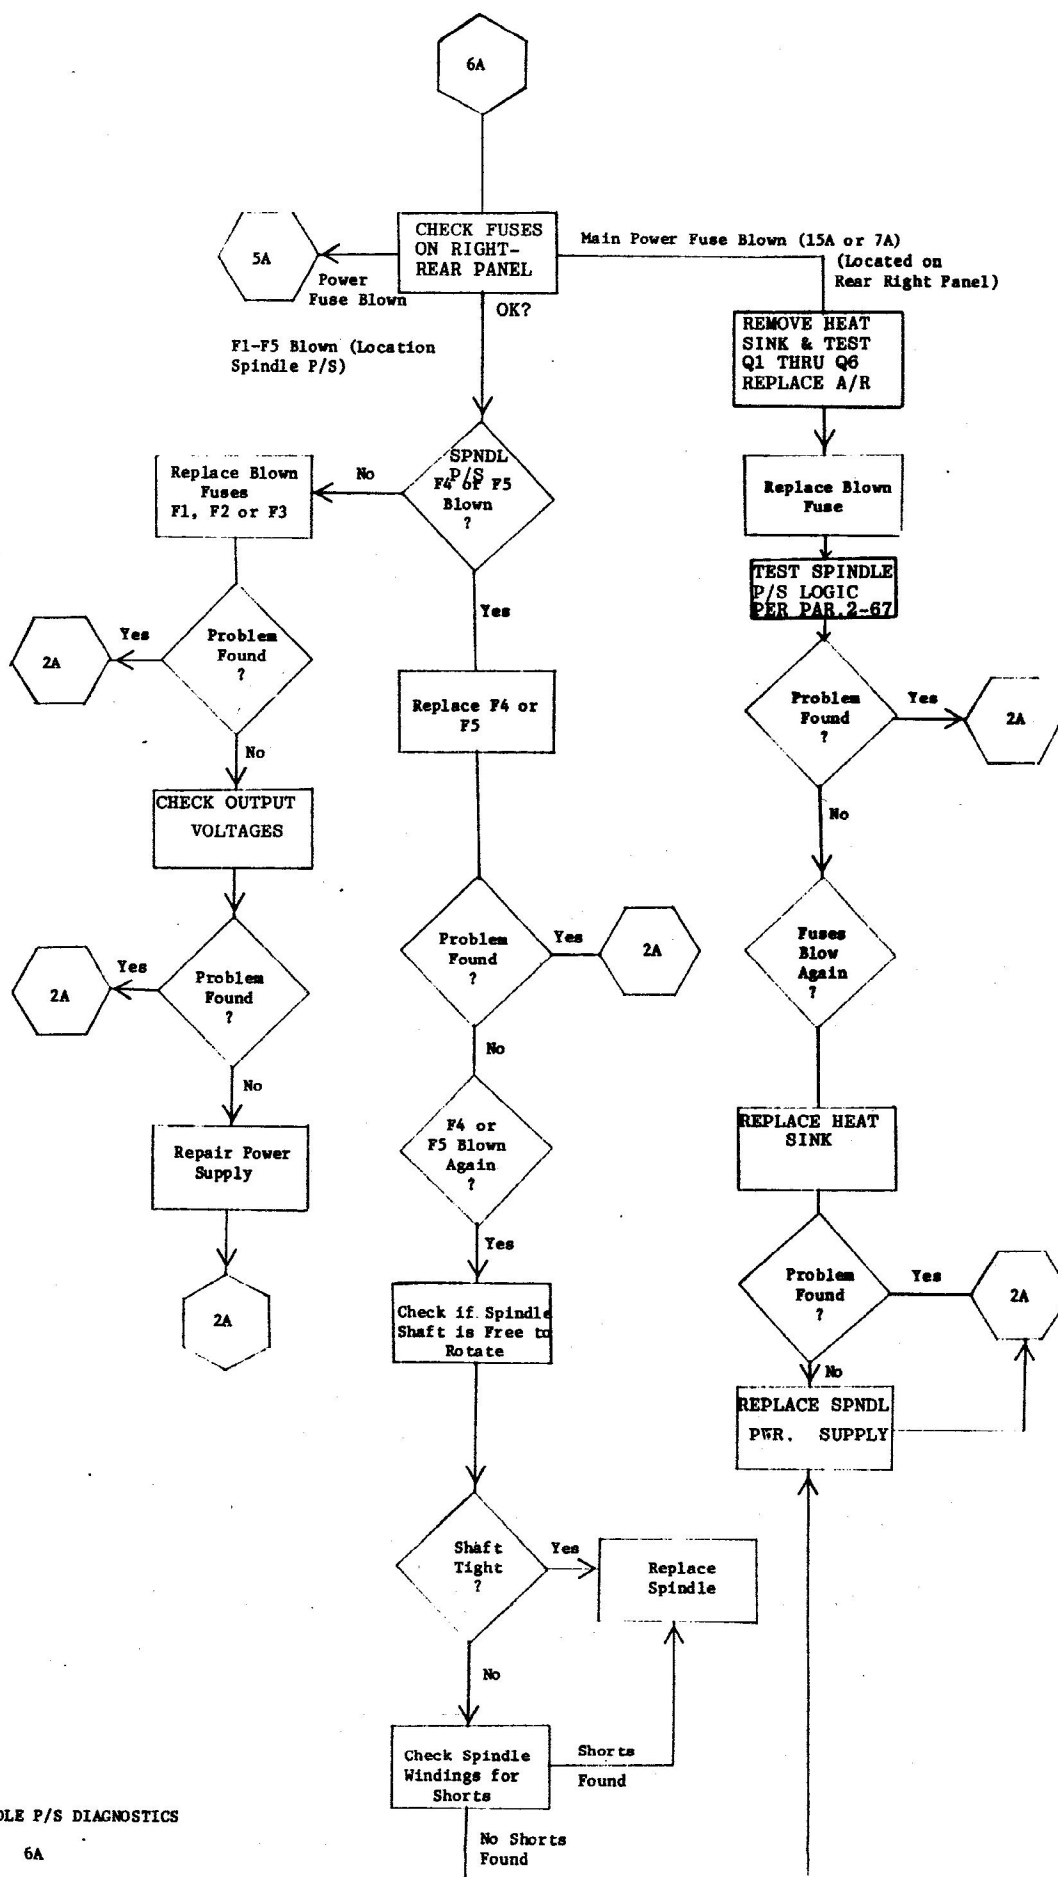 6A
CHECK FUSES
ON RIGHT-
REAR PANEL
5A
Power
Fuse Blown
Main Power Fuse Blown (15A or 7A)
(Located on
Rear Right Panel)
OK?
F1-F5 Blown (Location
Spindle P/S)
REMOVE HEAT
SINK & TEST
Q1 THRU Q6
REPLACE A/R
SPNDL
P/S
F4 or F5
Blown
?
No
Replace Blown
Fuses
F1, F2 or F3
Replace Blown
Fuse
TEST SPINDLE
P/S LOGIC
PER PAR.2-67
Yes
Problem
Found
?
Yes
2A
No
Replace F4 or
F5
Problem
Found
?
Yes
2A
No
CHECK OUTPUT
VOLTAGES
Problem
Found
?
Yes
2A
No
Problem
Found
?
Yes
2A
No
Fuses
Blow
Again
?
Repair Power
Supply
2A
F4 or
F5 Blown
Again
?
Yes
REPLACE HEAT
SINK
Check if Spindle
Shaft is Free to
Rotate
Problem
Found
?
Yes
2A
No
REPLACE SPNDL
PWR. SUPPLY
Shaft
Tight
?
Yes
Replace
Spindle
No
Check Spindle
Windings for
Shorts
Shorts
Found
No Shorts
Found
DLE P/S DIAGNOSTICS
6A